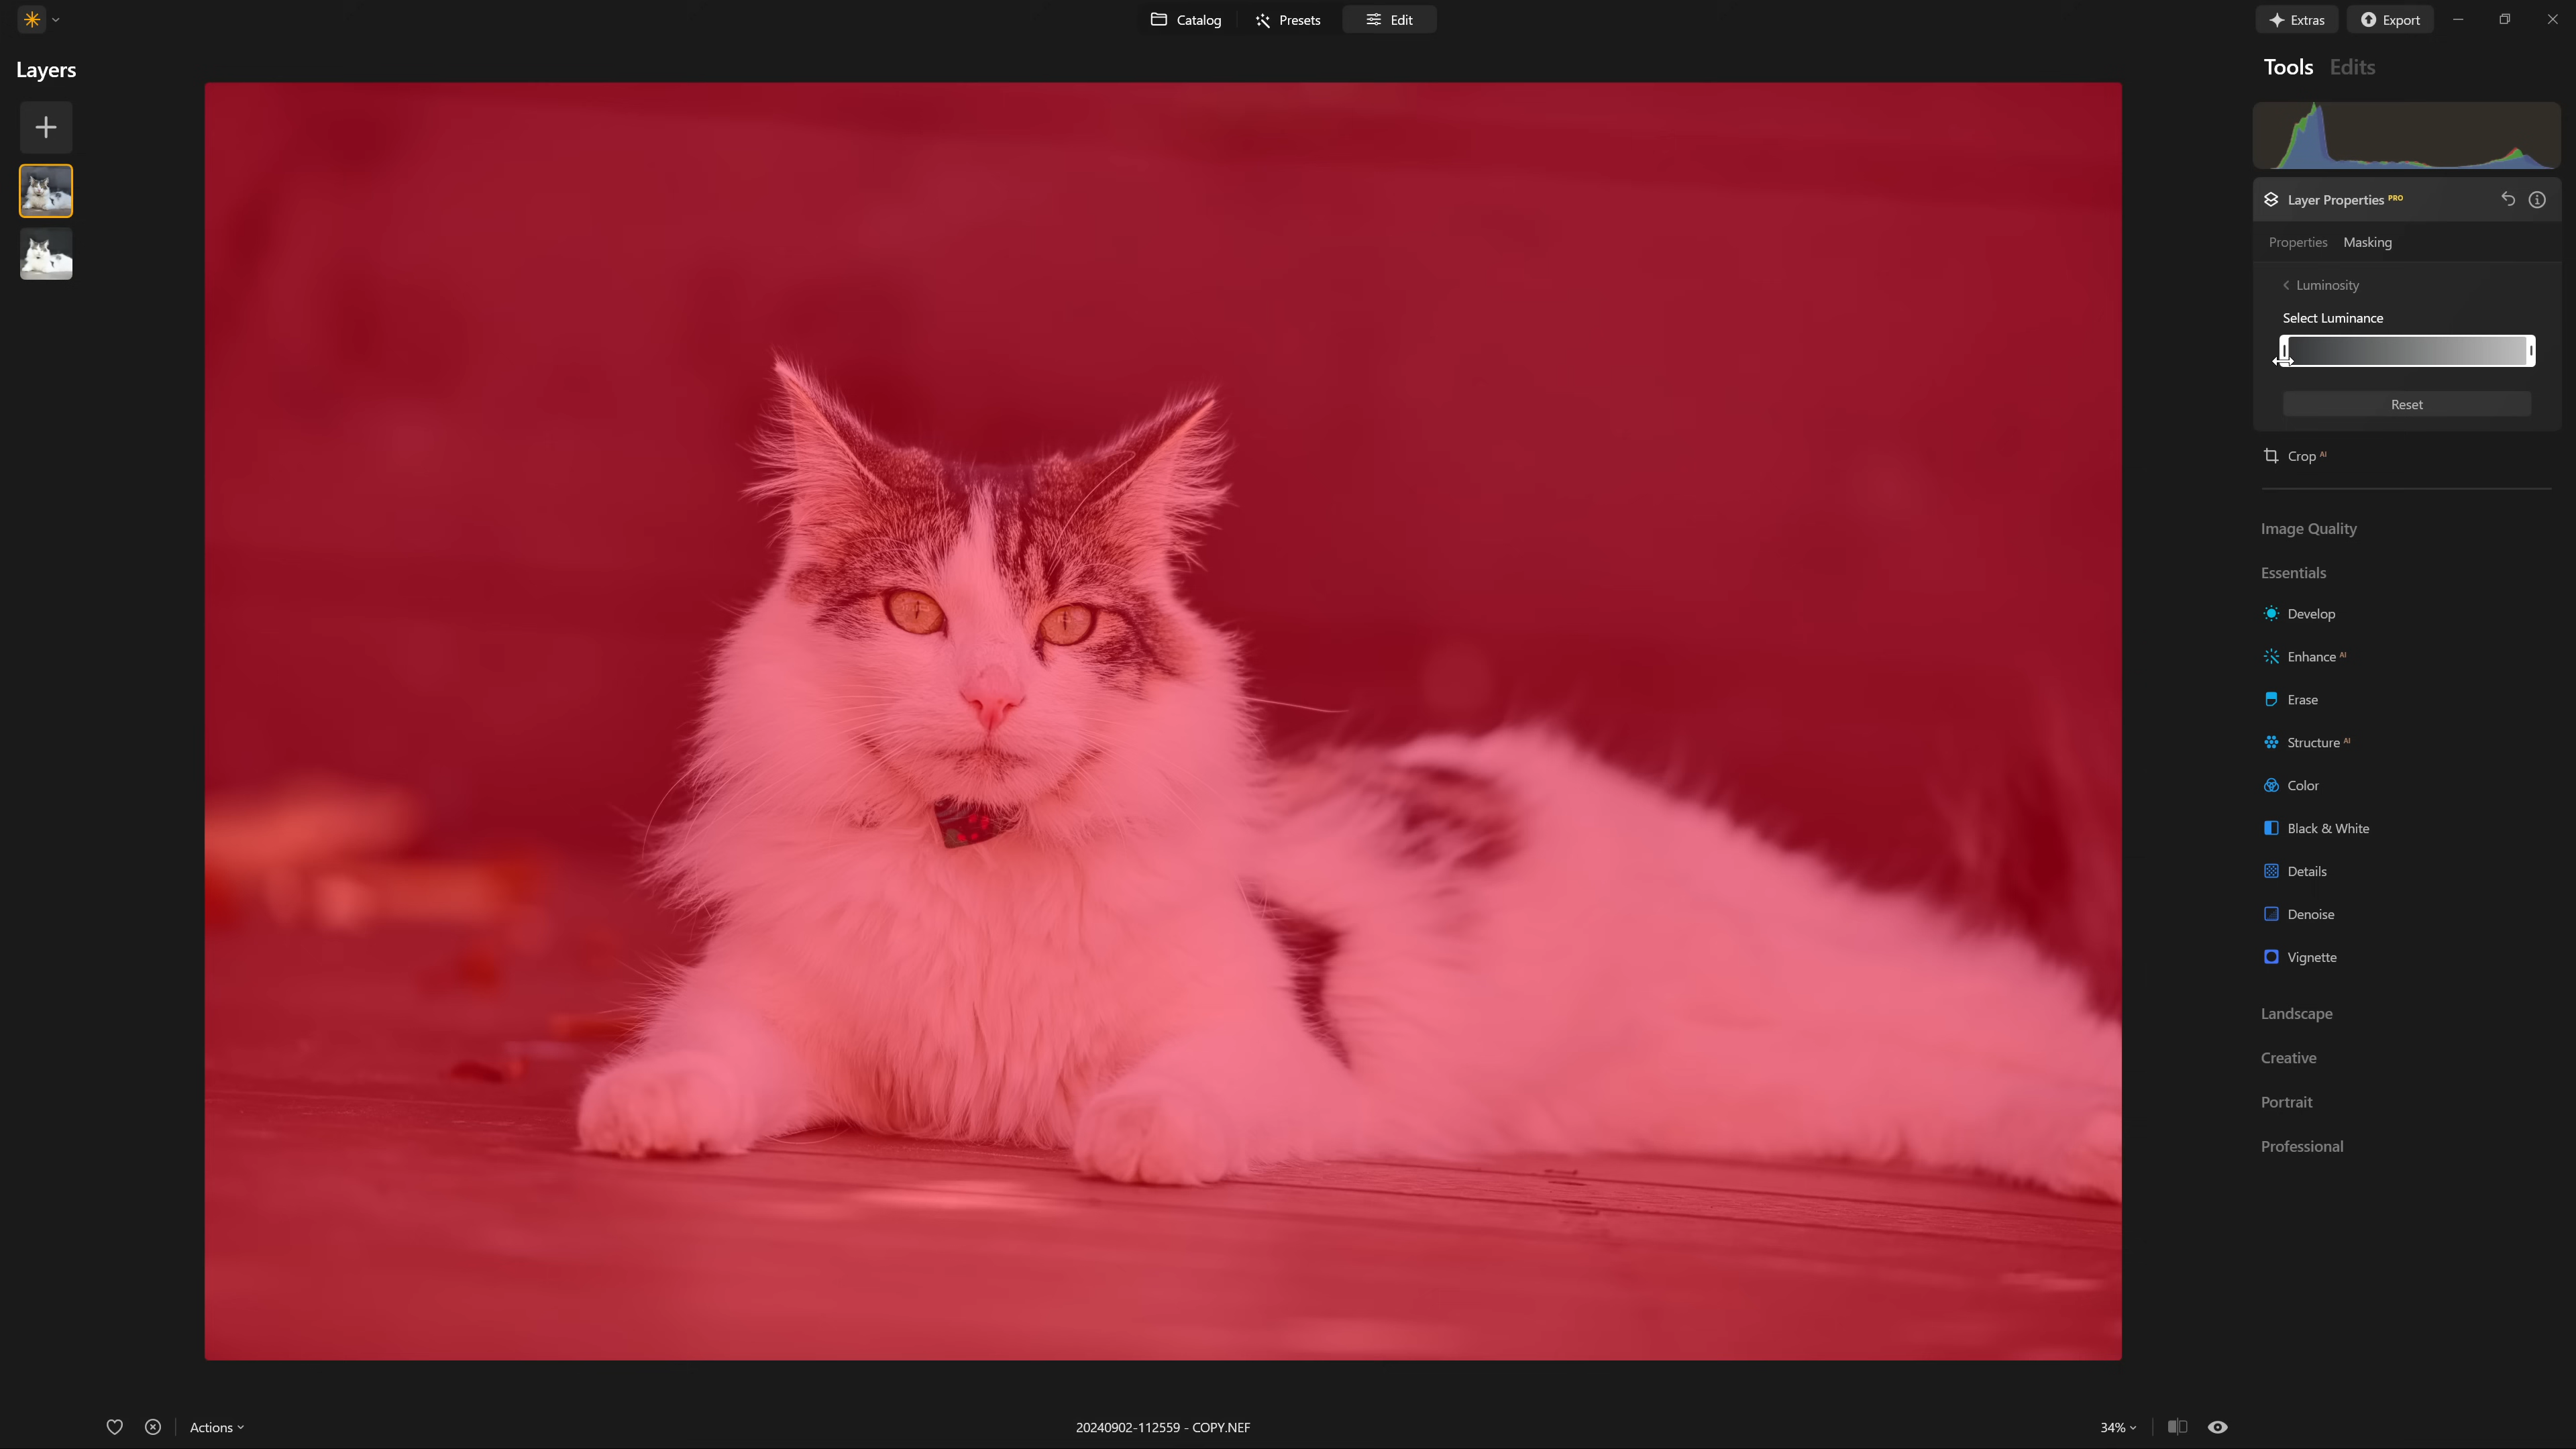 Catalog
Presets
Edit
Extras
Export
Layers
Tools Edits
Layer Properties PRO
Properties Masking
Luminosity
Select Luminance
Reset
Crop AI
Image Quality
Essentials
Develop
Enhance AI
Erase
Structure AI
Color
Black & White
Details
Denoise
Vignette
Landscape
Creative
Portrait
Professional
Actions
20240902-112559 - COPY.NEF
34%